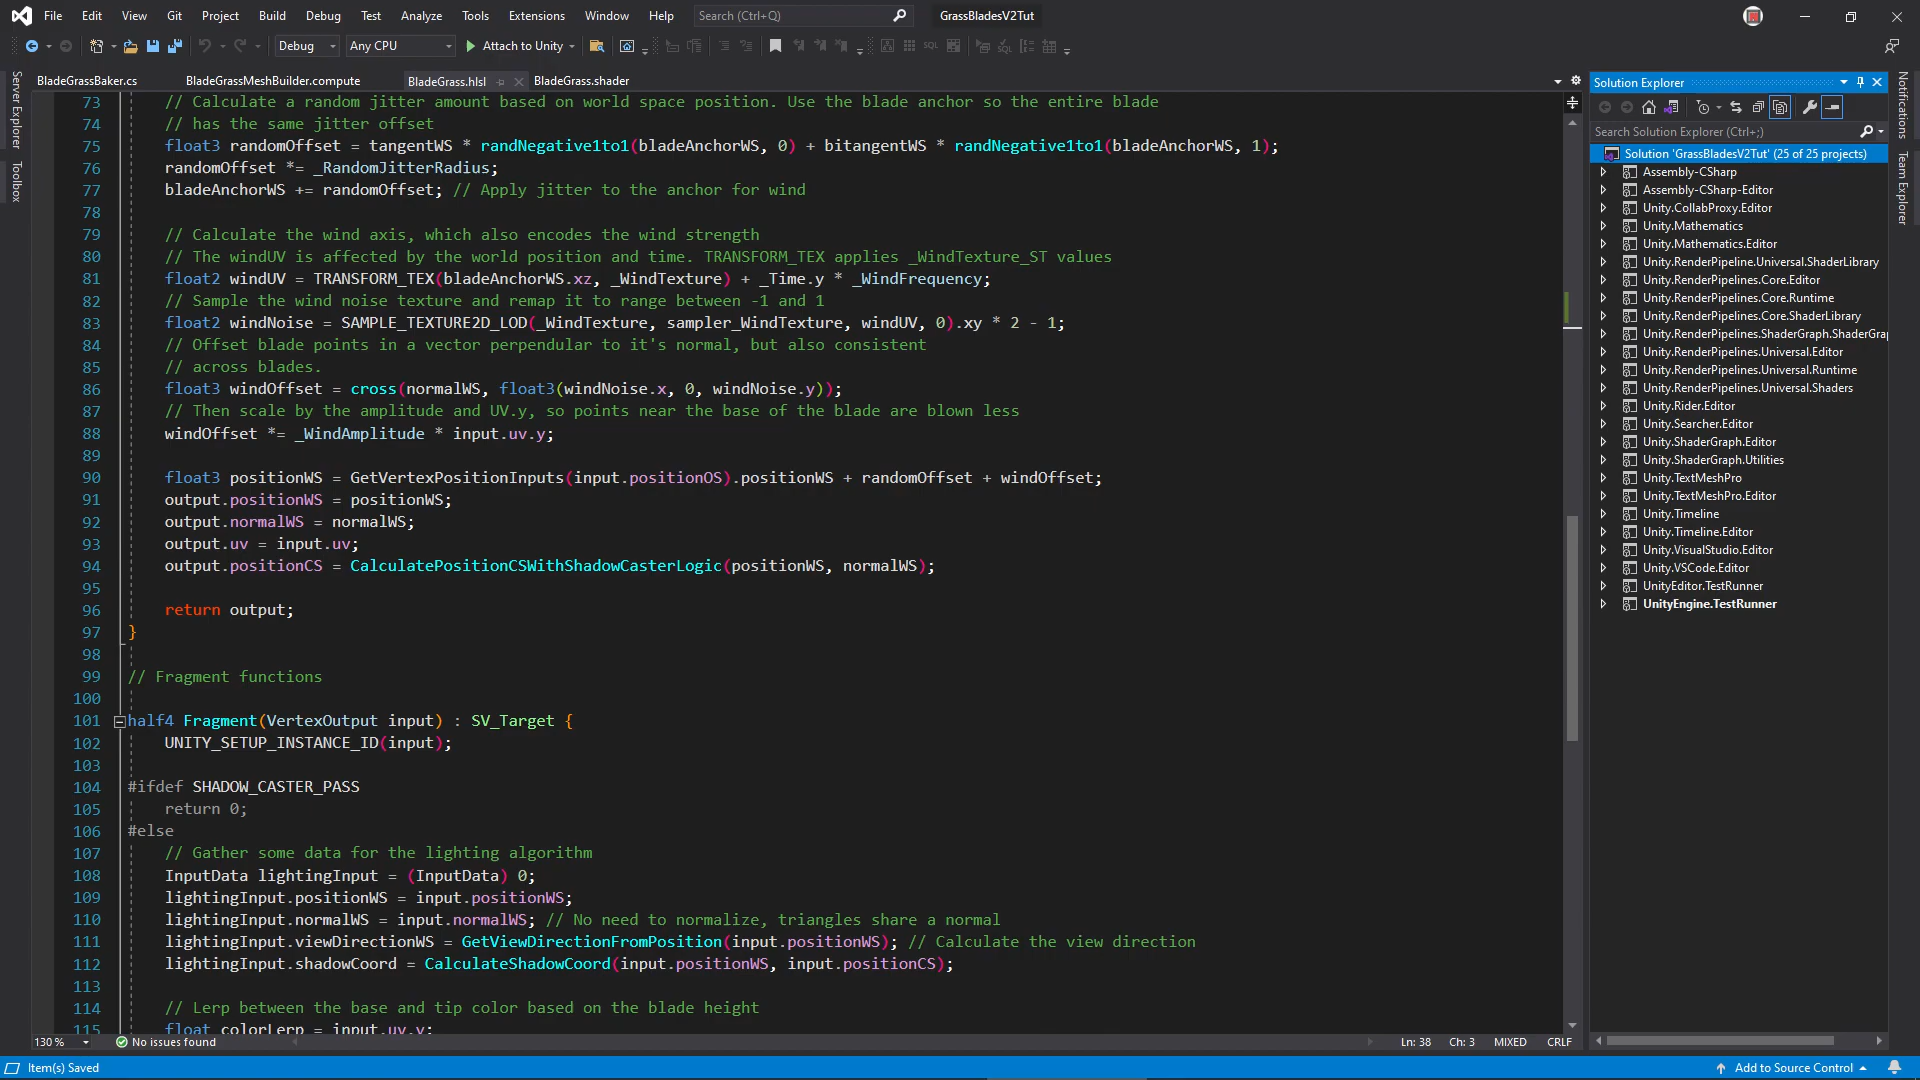 File Edit View Git Project Build Debug Test Analyze Tools Extensions Window Help Search (Ctrl+Q) GrassBladesV2Tut
Debug Any CPU Attach to Unity
BladeGrassBaker.cs BladeGrassMeshBuilder.compute BladeGrass.hlsl BladeGrass.shader
Server Explorer
Toolbox
73 // Calculate a random jitter amount based on world space position. Use the blade anchor so the entire blade
74 // has the same jitter offset
75 float3 randomOffset = tangentWS * randNegative1to1(bladeAnchorWS, 0) + bitangentWS * randNegative1to1(bladeAnchorWS, 1);
76 randomOffset *= _RandomJitterRadius;
77 bladeAnchorWS += randomOffset; // Apply jitter to the anchor for wind
78
79 // Calculate the wind axis, which also encodes the wind strength
80 // The windUV is affected by the world position and time. TRANSFORM_TEX applies _WindTexture_ST values
81 float2 windUV = TRANSFORM_TEX(bladeAnchorWS.xz, _WindTexture) + _Time.y * _WindFrequency;
82 // Sample the wind noise texture and remap it to range between -1 and 1
83 float2 windNoise = SAMPLE_TEXTURE2D_LOD(_WindTexture, sampler_WindTexture, windUV, 0).xy * 2 - 1;
84 // Offset blade points in a vector perpendular to it's normal, but also consistent
85 // across blades.
86 float3 windOffset = cross(normalWS, float3(windNoise.x, 0, windNoise.y));
87 // Then scale by the amplitude and UV.y, so points near the base of the blade are blown less
88 windOffset *= _WindAmplitude * input.uv.y;
89
90 float3 positionWS = GetVertexPositionInputs(input.positionOS).positionWS + randomOffset + windOffset;
91 output.positionWS = positionWS;
92 output.normalWS = normalWS;
93 output.uv = input.uv;
94 output.positionCS = CalculatePositionCSWithShadowCasterLogic(positionWS, normalWS);
95
96 return output;
97 }
98
99 // Fragment functions
100
101 half4 Fragment(VertexOutput input) : SV_Target {
102 UNITY_SETUP_INSTANCE_ID(input);
103
104 #ifdef SHADOW_CASTER_PASS
105 return 0;
106 #else
107 // Gather some data for the lighting algorithm
108 InputData lightingInput = (InputData) 0;
109 lightingInput.positionWS = input.positionWS;
110 lightingInput.normalWS = input.normalWS; // No need to normalize, triangles share a normal
111 lightingInput.viewDirectionWS = GetViewDirectionFromPosition(input.positionWS); // Calculate the view direction
112 lightingInput.shadowCoord = CalculateShadowCoord(input.positionWS, input.positionCS);
113
114 // Lerp between the base and tip color based on the blade height
115 float colorLerp = input.uv.y;
130 % No issues found Ln: 38 Ch: 3 MIXED CRLF
Solution Explorer
Search Solution Explorer (Ctrl+;)
Solution 'GrassBladesV2Tut' (25 of 25 projects)
Assembly-CSharp
Assembly-CSharp-Editor
Unity.CollabProxy.Editor
Unity.Mathematics
Unity.Mathematics.Editor
Unity.RenderPipeline.Universal.ShaderLibrary
Unity.RenderPipelines.Core.Editor
Unity.RenderPipelines.Core.Runtime
Unity.RenderPipelines.Core.ShaderLibrary
Unity.RenderPipelines.ShaderGraph.ShaderGrap
Unity.RenderPipelines.Universal.Editor
Unity.RenderPipelines.Universal.Runtime
Unity.RenderPipelines.Universal.Shaders
Unity.Rider.Editor
Unity.Searcher.Editor
Unity.ShaderGraph.Editor
Unity.ShaderGraph.Utilities
Unity.TextMeshPro
Unity.TextMeshPro.Editor
Unity.Timeline
Unity.Timeline.Editor
Unity.VisualStudio.Editor
Unity.VSCode.Editor
UnityEditor.TestRunner
UnityEngine.TestRunner
Notifications
Team Explorer
Item(s) Saved Add to Source Control